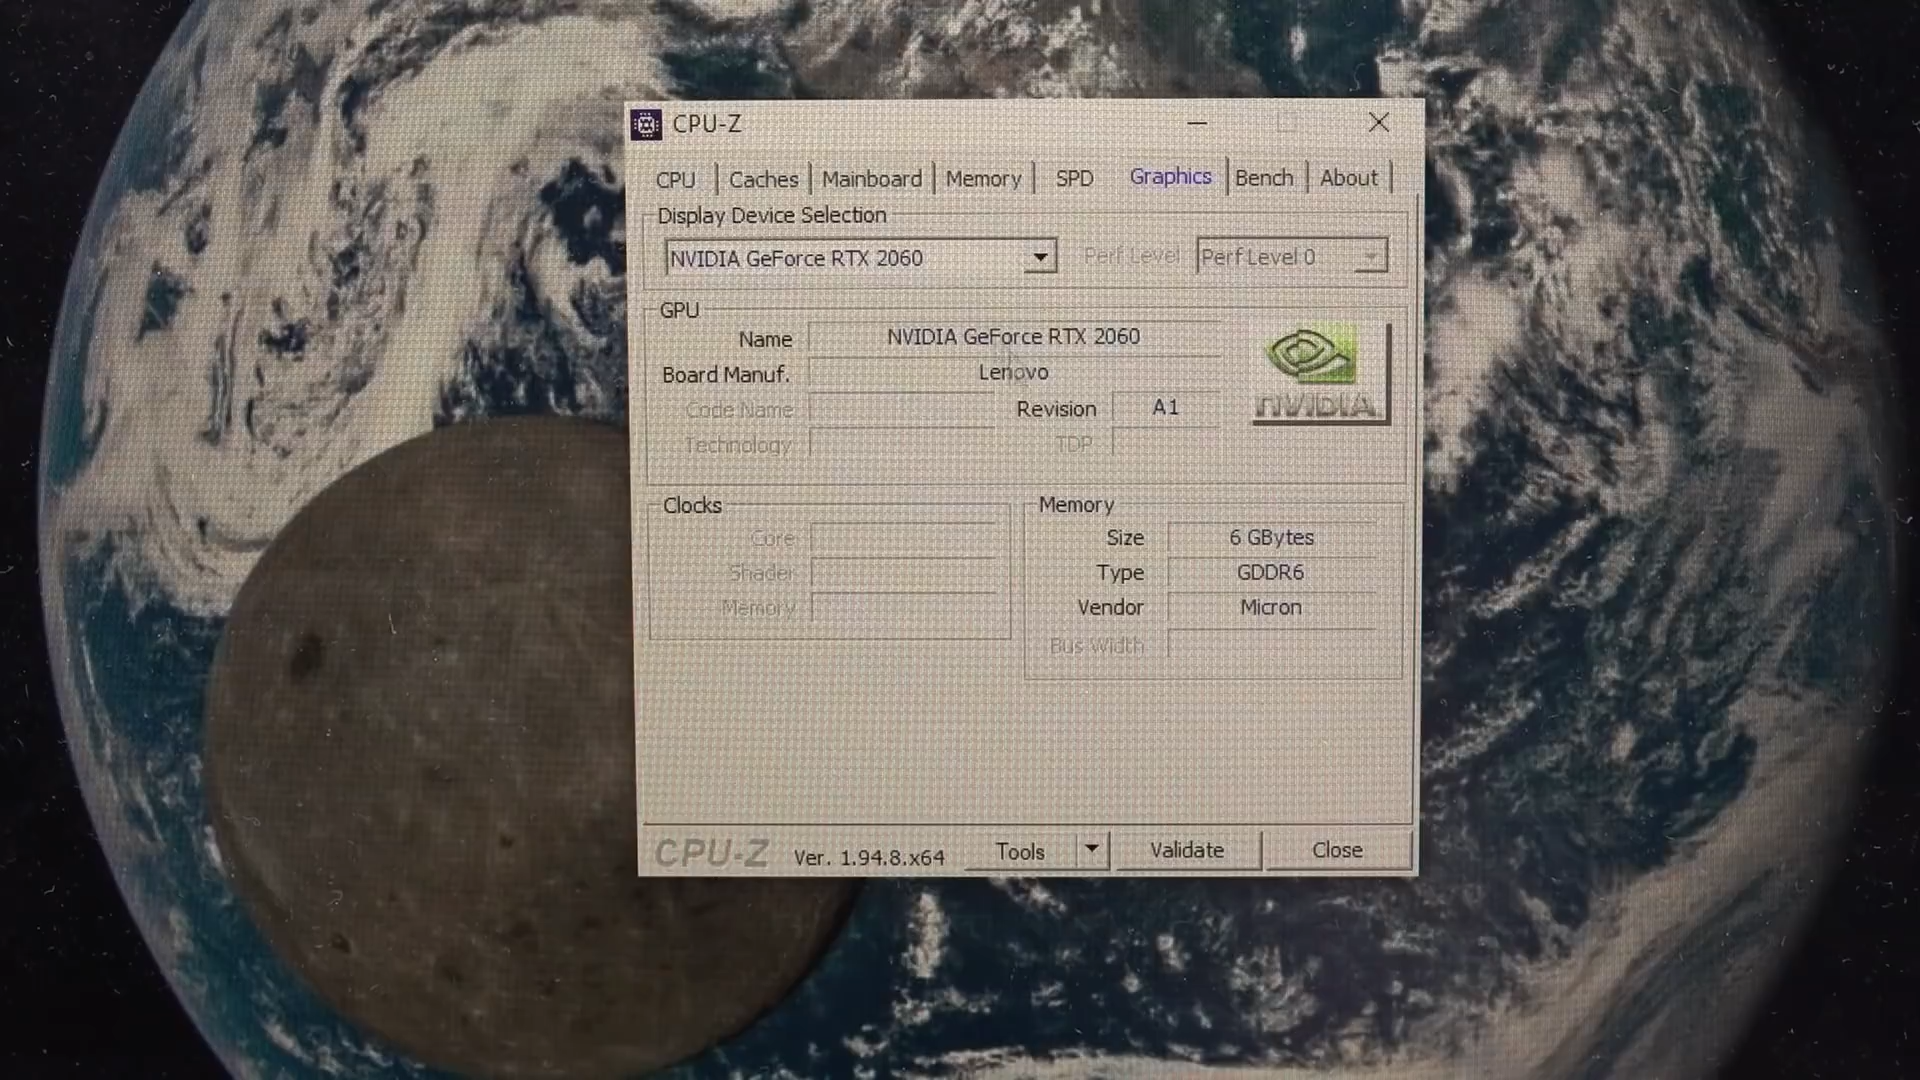 CPU-Z
CPU Caches Mainboard Memory SPD Graphics Bench About
Display Device Selection
NVIDIA GeForce RTX 2060 Perf Level Perf Level 0
GPU
Name NVIDIA GeForce RTX 2060
Board Manuf. Lenovo
Code Name Revision A1
Technology TDP
NVIDIA
Clocks
Core
Shader
Memory
Memory
Size 6 GBytes
Type GDDR6
Vendor Micron
Bus Width
CPU-Z Ver. 1.94.8.x64 Tools Validate Close